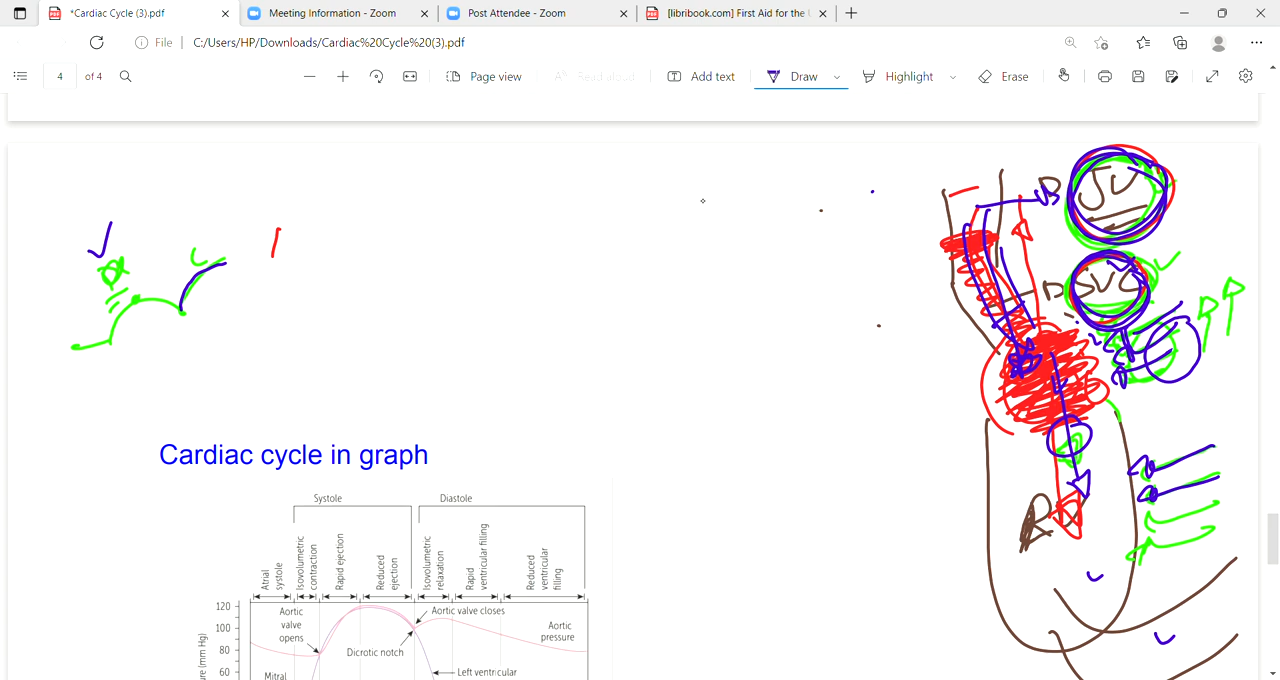 *Cardiac Cycle (3).pdf
Meeting Information - Zoom
Post Attendee - Zoom
[libribook.com] First Aid for the
File
C:/Users/HP/Downloads/Cardiac%20Cycle%20(3).pdf
4 of 4
Page view
Read aloud
Add text
Draw
Highlight
Erase
SV
SVC
Cardiac cycle in graph
Systole
Diastole
Atrial systole
Isovolumetric contraction
Rapid ejection
Reduced ejection
Isovolumetric relaxation
Rapid ventricular filling
Reduced ventricular filling
120
100
80
60
Aortic valve opens
Aortic valve closes
Aortic pressure
Dicrotic notch
Left ventricular
Mitral
(mm Hg)